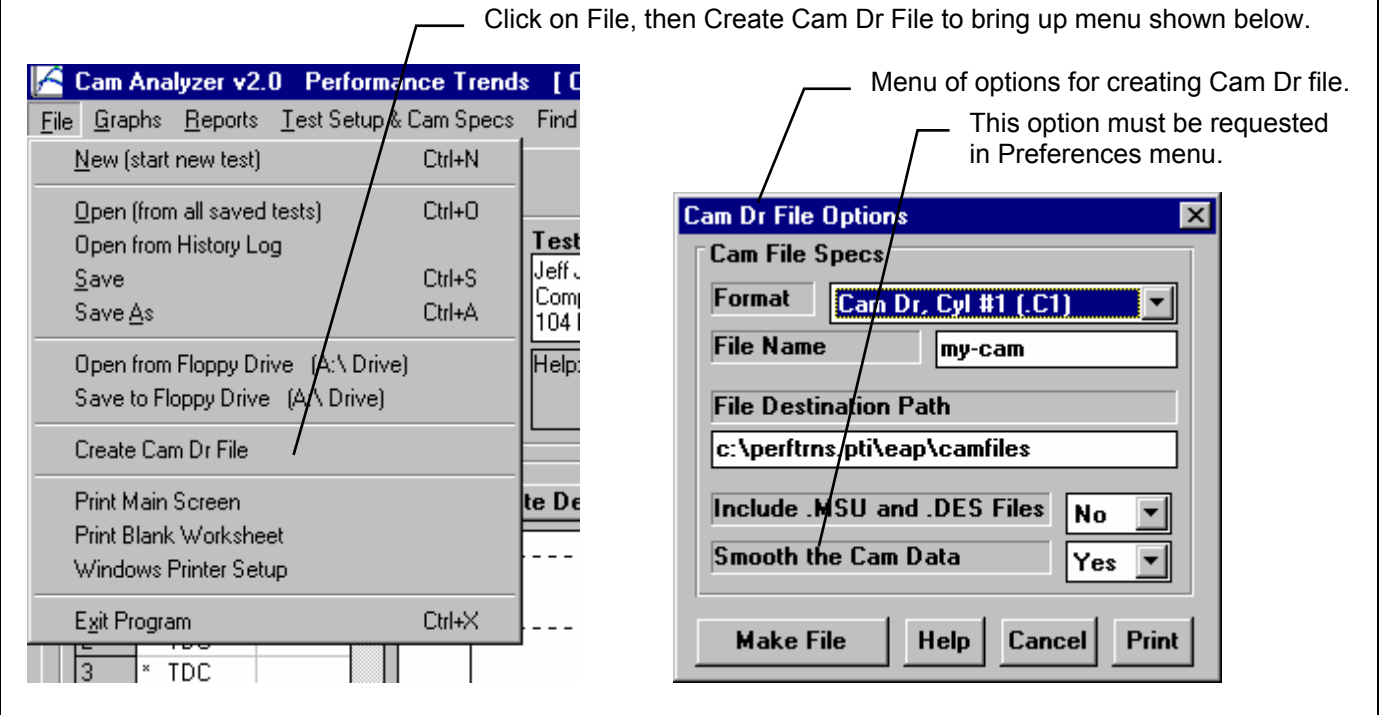 Click on File, then Create Cam Dr File to bring up menu shown below.
Cam Analyzer v2.0 Performance Trends [ C
File Graphs Reports Test Setup & Cam Specs Find
New (start new test) Ctrl+N
Open (from all saved tests) Ctrl+O
Open from History Log
Save Ctrl+S
Save As Ctrl+A
Open from Floppy Drive (A:\ Drive)
Save to Floppy Drive (A:\ Drive)
Create Cam Dr File
Print Main Screen
Print Blank Worksheet
Windows Printer Setup
Exit Program Ctrl+X
Test
Jeff J
Comp
104
Help:
te De
2 TDC
3 * TDC
Menu of options for creating Cam Dr file.
This option must be requested
in Preferences menu.
Cam Dr File Options
Cam File Specs
Format Cam Dr, Cyl #1 (.C1)
File Name my-cam
File Destination Path
c:\perftrns.pti\eap\camfiles
Include .MSU and .DES Files No
Smooth the Cam Data Yes
Make File Help Cancel Print